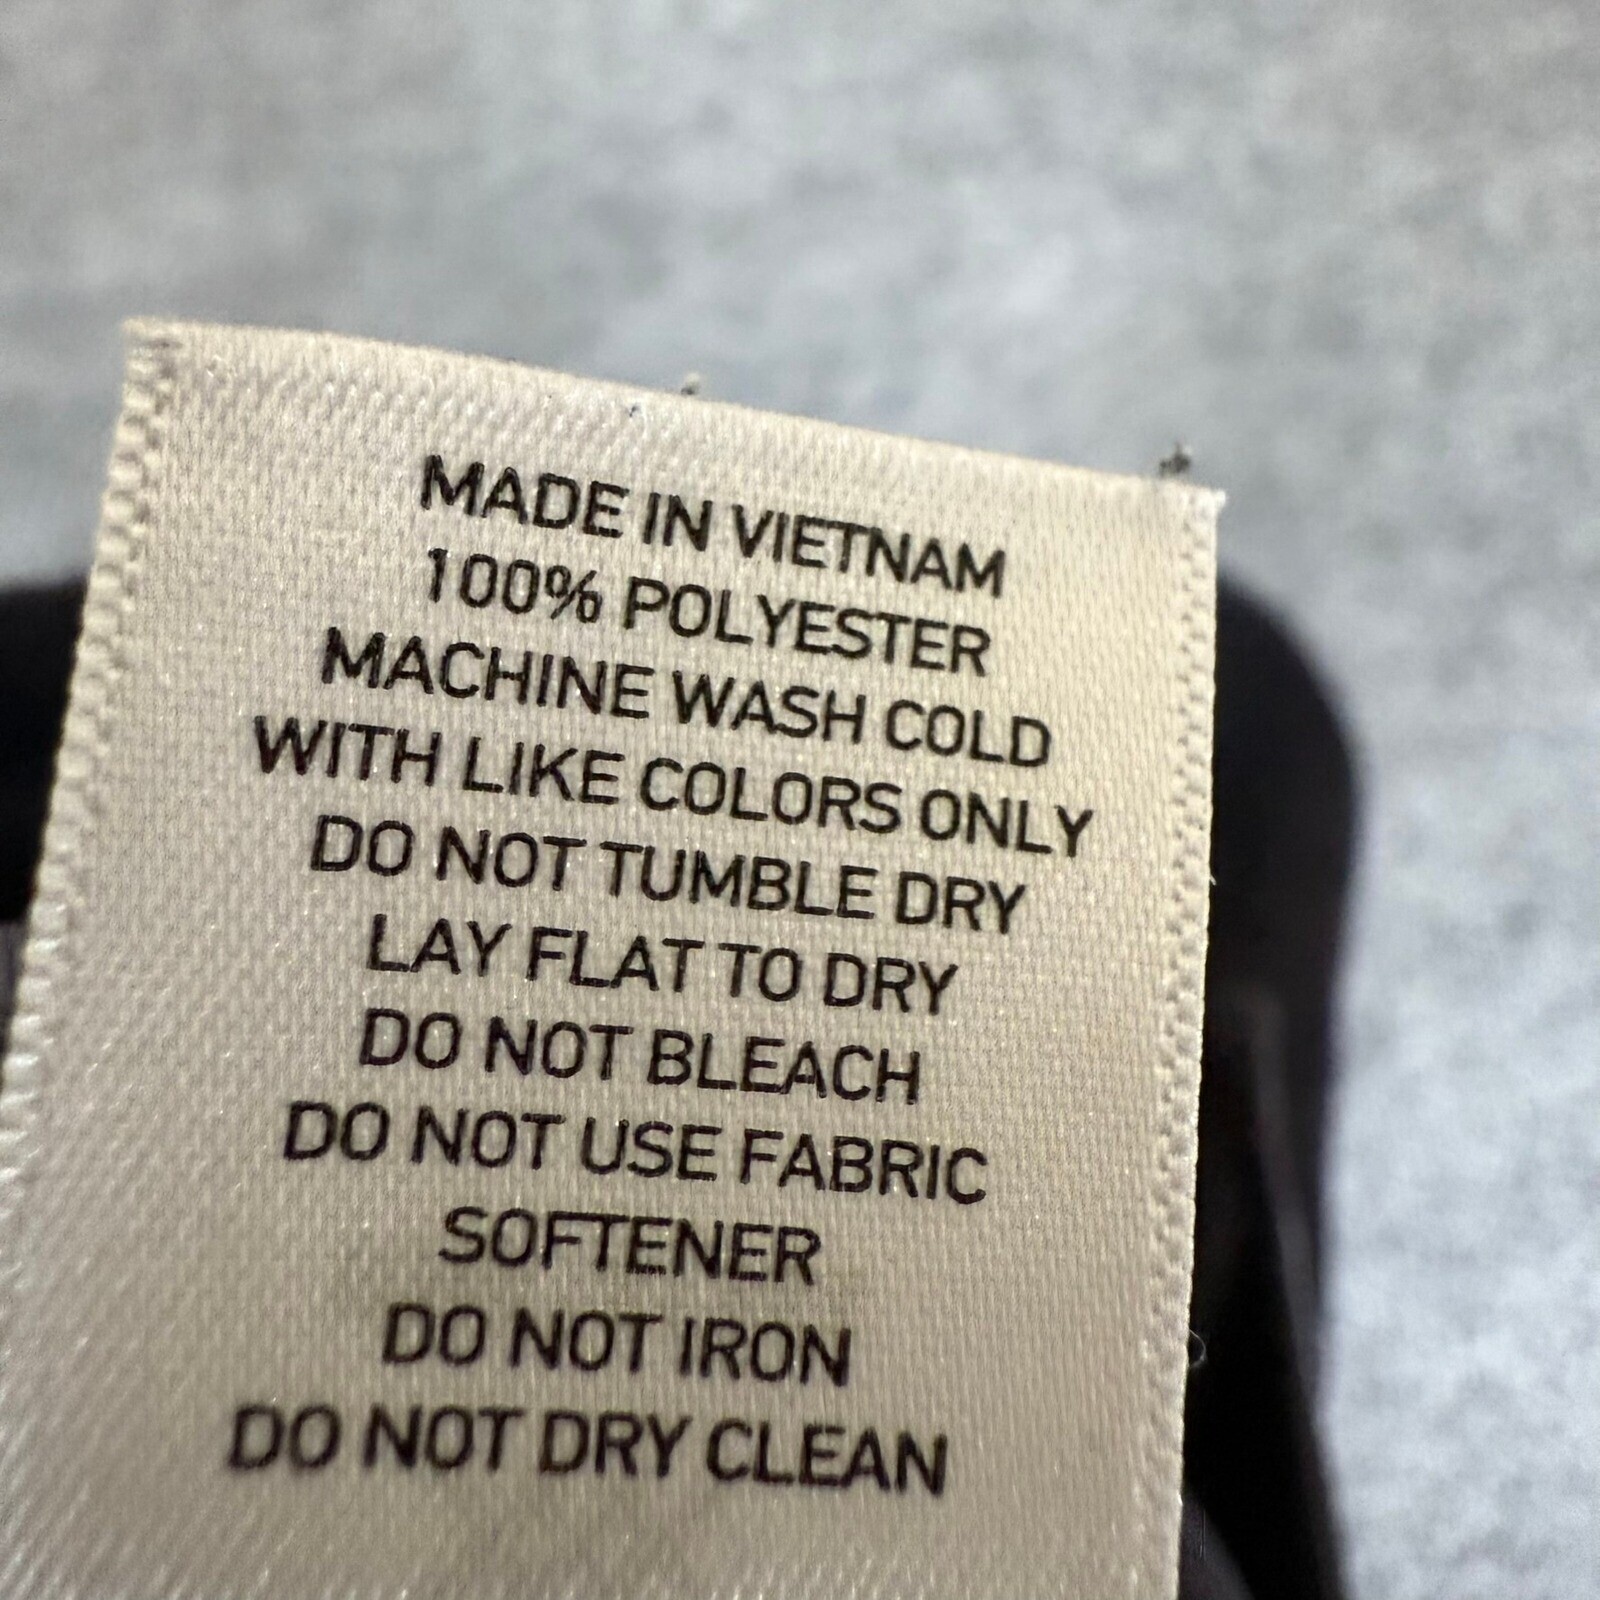 MADE IN VIETNAM
100% POLYESTER
MACHINE WASH COLD
WITH LIKE COLORS ONLY
DO NOT TUMBLE DRY
LAY FLAT TO DRY
DO NOT BLEACH
DO NOT USE FABRIC
SOFTENER
DO NOT IRON
DO NOT DRY CLEAN